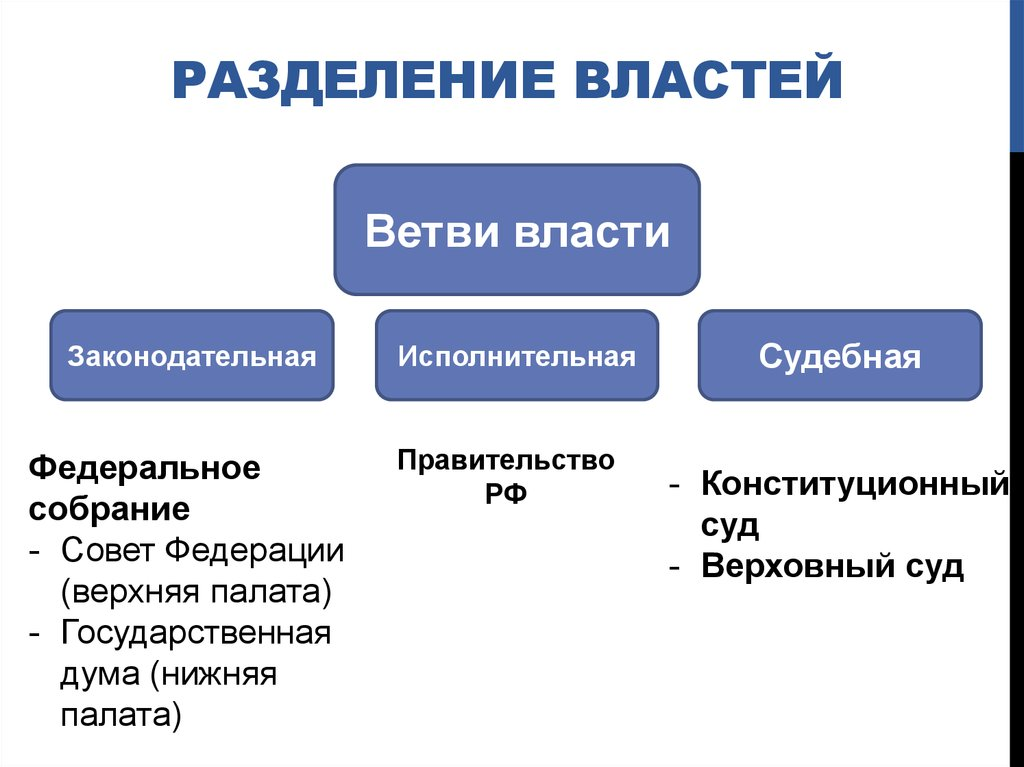 РАЗДЕЛЕНИЕ ВЛАСТЕЙ
Ветви власти
Законодательная
Исполнительная
Судебная
Федеральное
собрание
- Совет Федерации
(верхняя палата)
- Государственная
дума (нижняя
палата)
Правительство
РФ
- Конституционный
суд
- Верховный суд